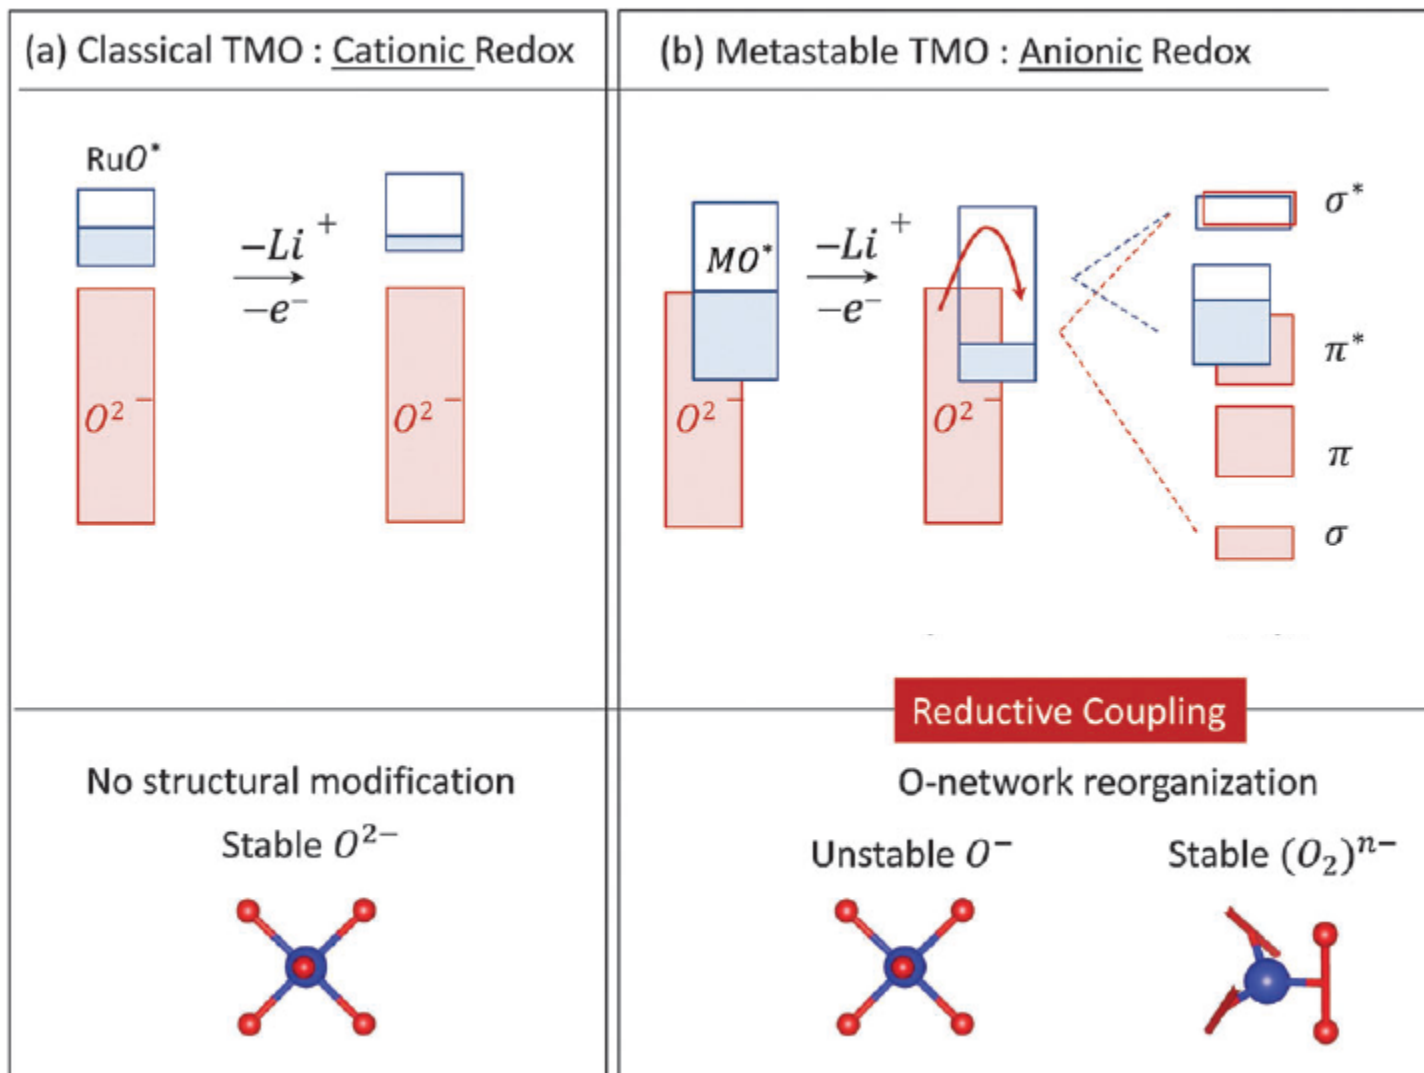 (a) Classical TMO : Cationic Redox
RuO*
−Li⁺
−e⁻
O²⁻
O²⁻
No structural modification
Stable O²⁻
(b) Metastable TMO : Anionic Redox
MO*
−Li⁺
−e⁻
O²⁻
O²⁻
σ*
π*
π
σ
Reductive Coupling
O-network reorganization
Unstable O⁻
Stable (O₂)ⁿ⁻